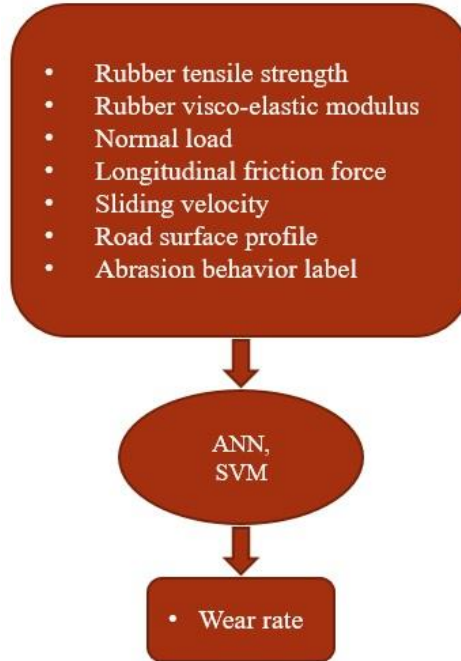 • Rubber tensile strength
• Rubber visco-elastic modulus
• Normal load
• Longitudinal friction force
• Sliding velocity
• Road surface profile
• Abrasion behavior label
ANN,
SVM
• Wear rate